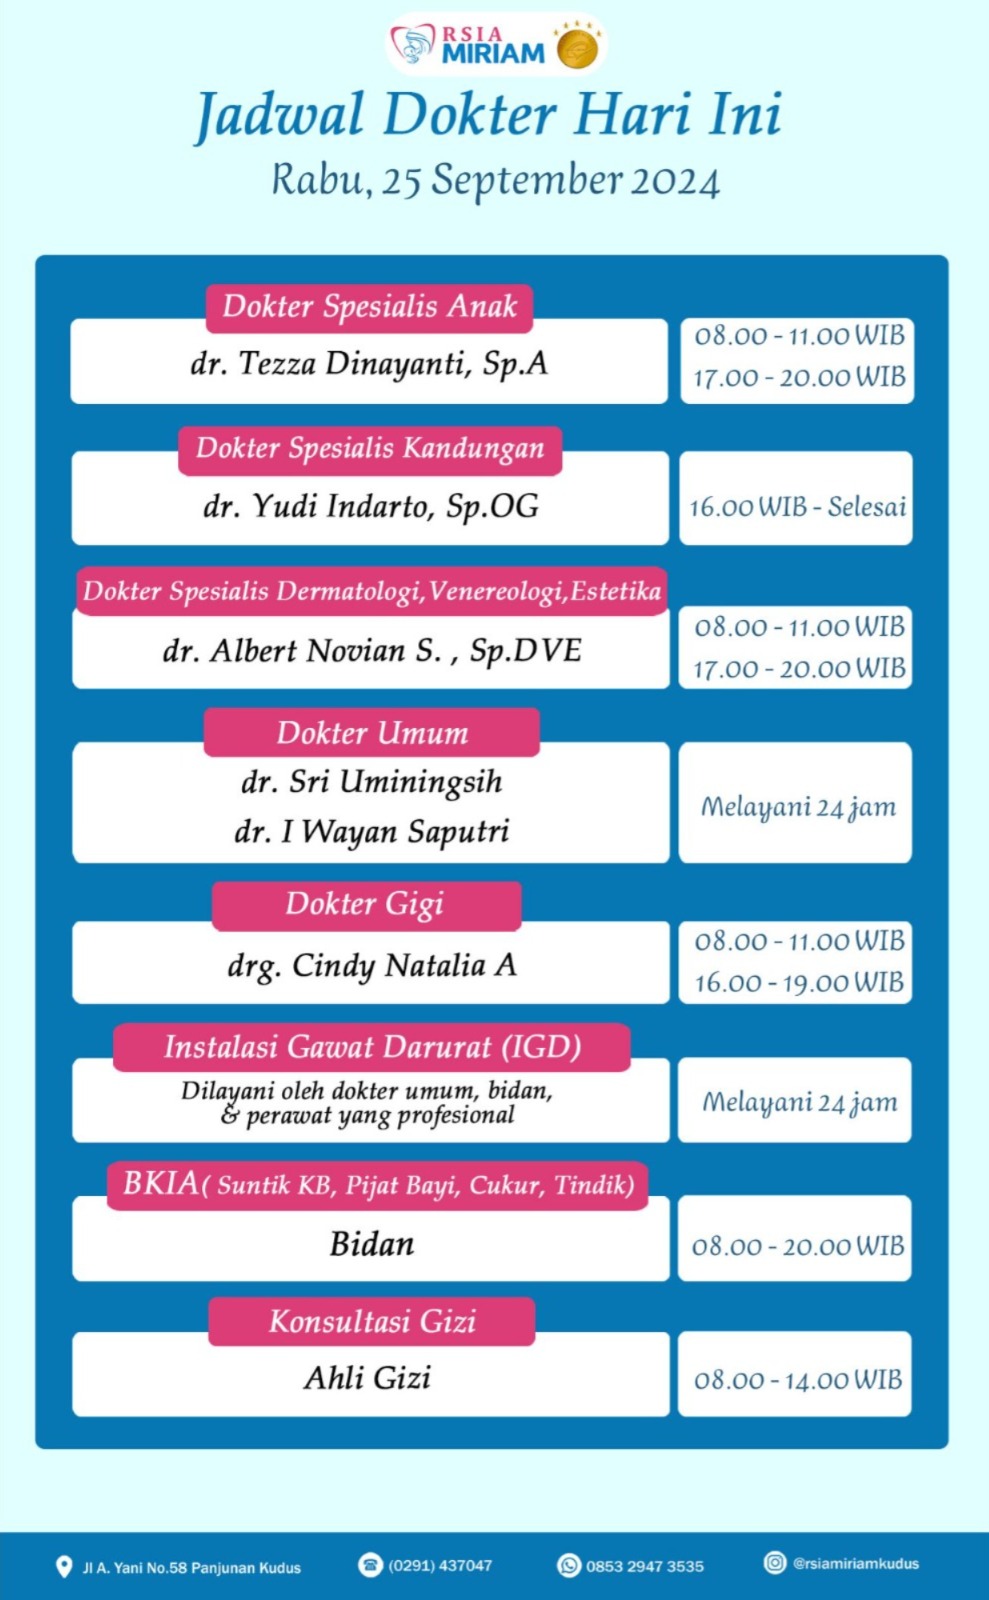 RSIA
MIRIAM
Jadwal Dokter Hari Ini
Rabu, 25 September 2024
Dokter Spesialis Anak
dr. Tezza Dinayanti, Sp.A
08.00 - 11.00 WIB
17.00 - 20.00 WIB
Dokter Spesialis Kandungan
dr. Yudi Indarto, Sp.OG
16.00 WIB - Selesai
Dokter Spesialis Dermatologi,Venereologi,Estetika
dr. Albert Novian S. , Sp.DVE
08.00 - 11.00 WIB
17.00 - 20.00 WIB
Dokter Umum
dr. Sri Uminingsih
dr. I Wayan Saputri
Melayani 24 jam
Dokter Gigi
drg. Cindy Natalia A
08.00 - 11.00 WIB
16.00 - 19.00 WIB
Instalasi Gawat Darurat (IGD)
Dilayani oleh dokter umum, bidan,
& perawat yang profesional
Melayani 24 jam
BKIA( Suntik KB, Pijat Bayi, Cukur, Tindik)
Bidan
08.00 - 20.00 WIB
Konsultasi Gizi
Ahli Gizi
08.00 - 14.00 WIB
Jl A. Yani No.58 Panjunan Kudus
(0291) 437047
0853 2947 3535
@rsiamiriamkudus